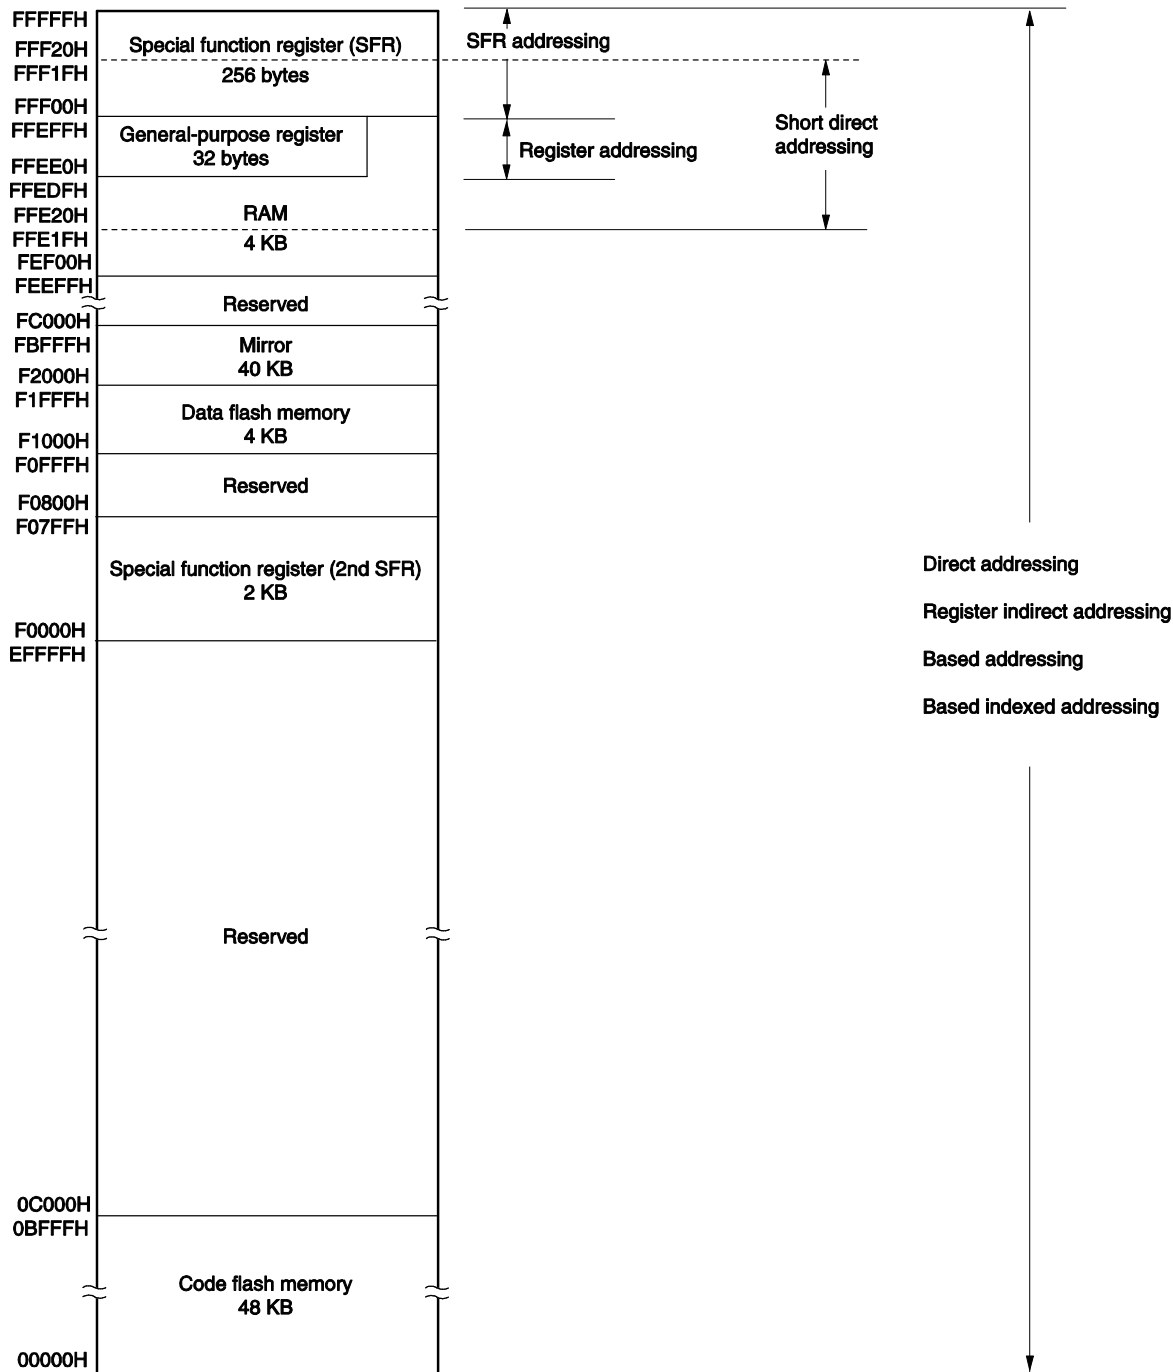 FFFFFH
FFF20H
FFF1FH
FFF00H
FFEFFH
FFEE0H
FFEDFH
FFE20H
FFE1FH
FEF00H
FEEFFH
FC000H
FBFFFH
F2000H
F1FFFH
F1000H
F0FFFH
F0800H
F07FFH
F0000H
EFFFFH
0C000H
0BFFFH
00000H
Special function register (SFR)
256 bytes
General-purpose register
32 bytes
RAM
4 KB
Reserved
Mirror
40 KB
Data flash memory
4 KB
Reserved
Special function register (2nd SFR)
2 KB
Reserved
Code flash memory
48 KB
SFR addressing
Register addressing
Short direct
addressing
Direct addressing
Register indirect addressing
Based addressing
Based indexed addressing